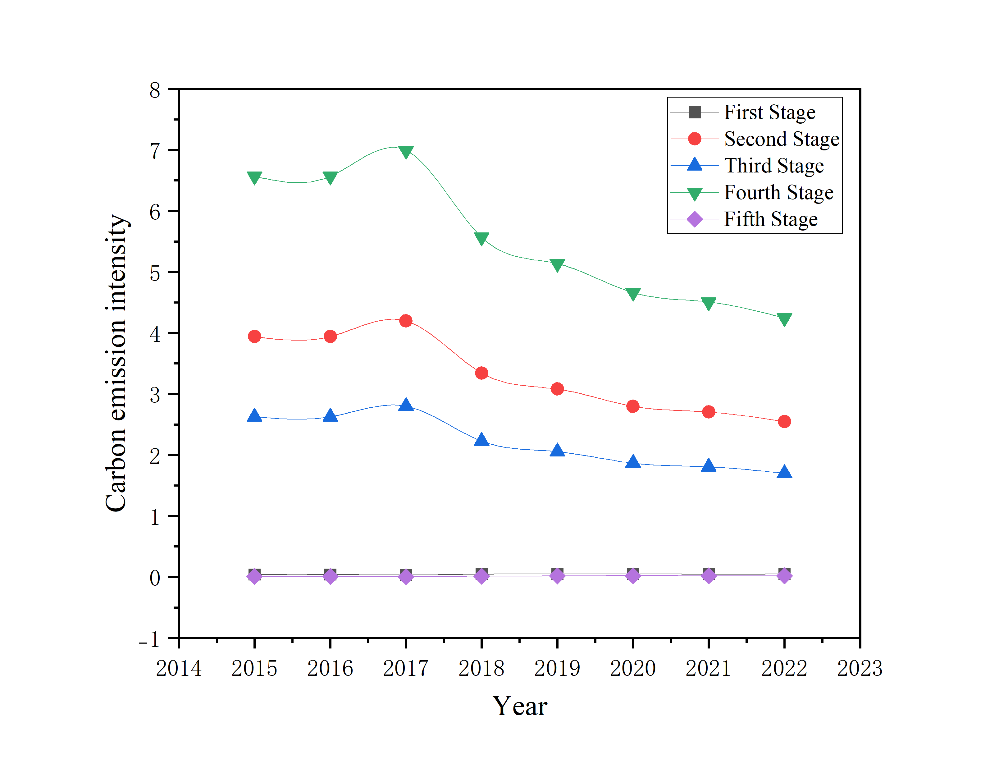 8
7
6
5
4
3
2
1
0
-1
Carbon emission intensity
First Stage
Second Stage
Third Stage
Fourth Stage
Fifth Stage
2014 2015 2016 2017 2018 2019 2020 2021 2022 2023
Year